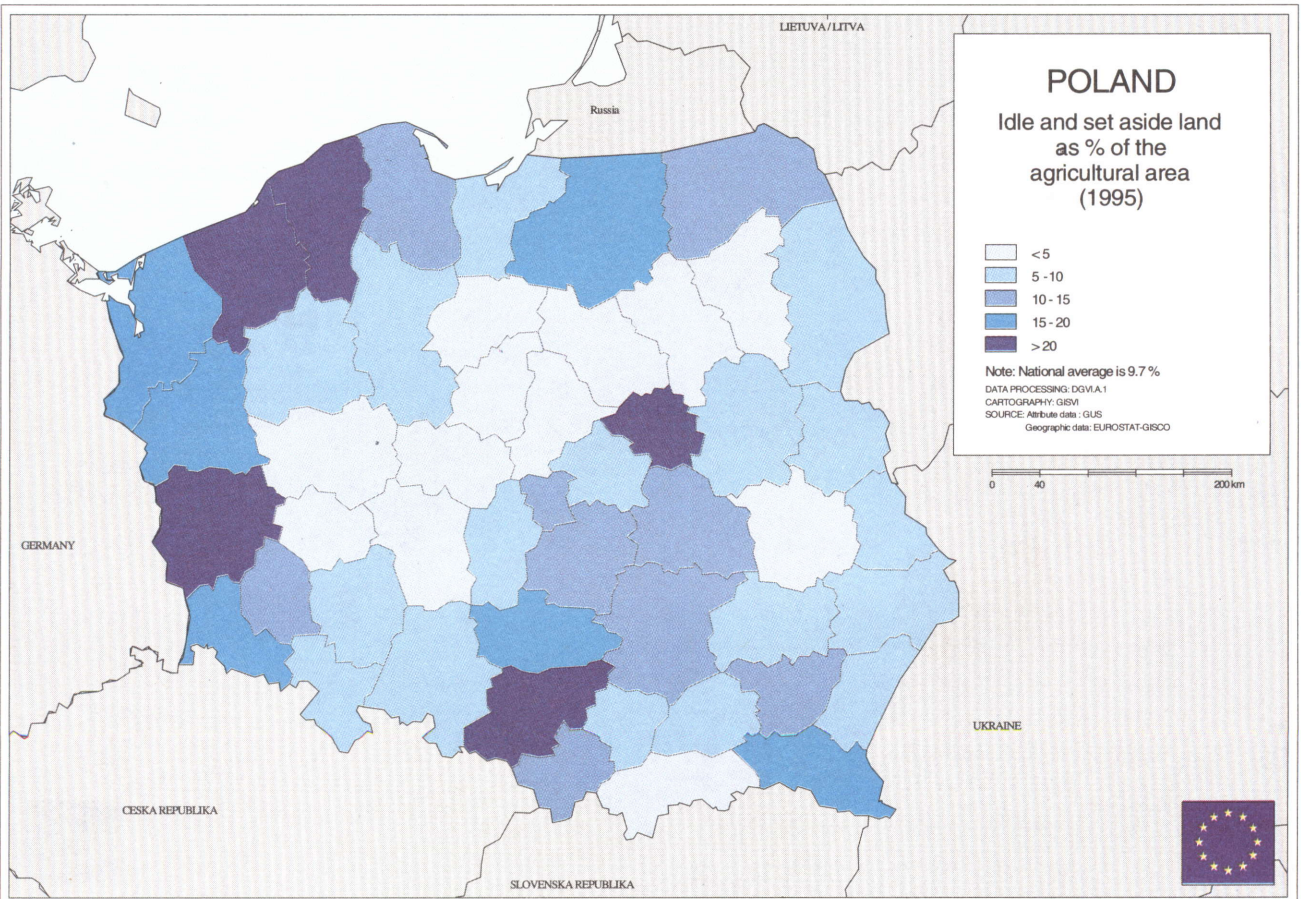 LIETUVA / LITVA
Russia
POLAND
Idle and set aside land
as % of the
agricultural area
(1995)
< 5
5 - 10
10 - 15
15 - 20
> 20
Note: National average is 9.7 %
DATA PROCESSING: DGVI.A.1
CARTOGRAPHY: GISVI
SOURCE: Attribute data : GUS
Geographic data: EUROSTAT-GISCO
0 40 200 km
GERMANY
UKRAINE
CESKA REPUBLIKA
SLOVENSKA REPUBLIKA